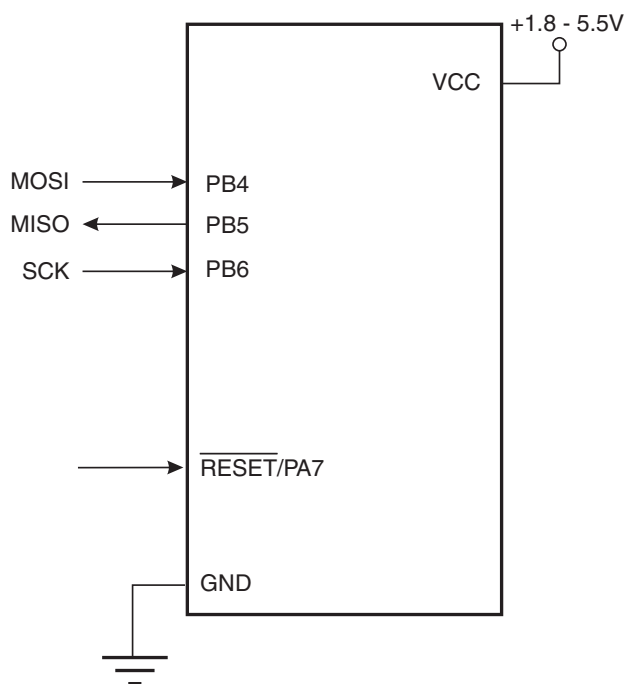 +1.8 - 5.5V
VCC
MOSI PB4
MISO PB5
SCK PB6
RESET/PA7
GND